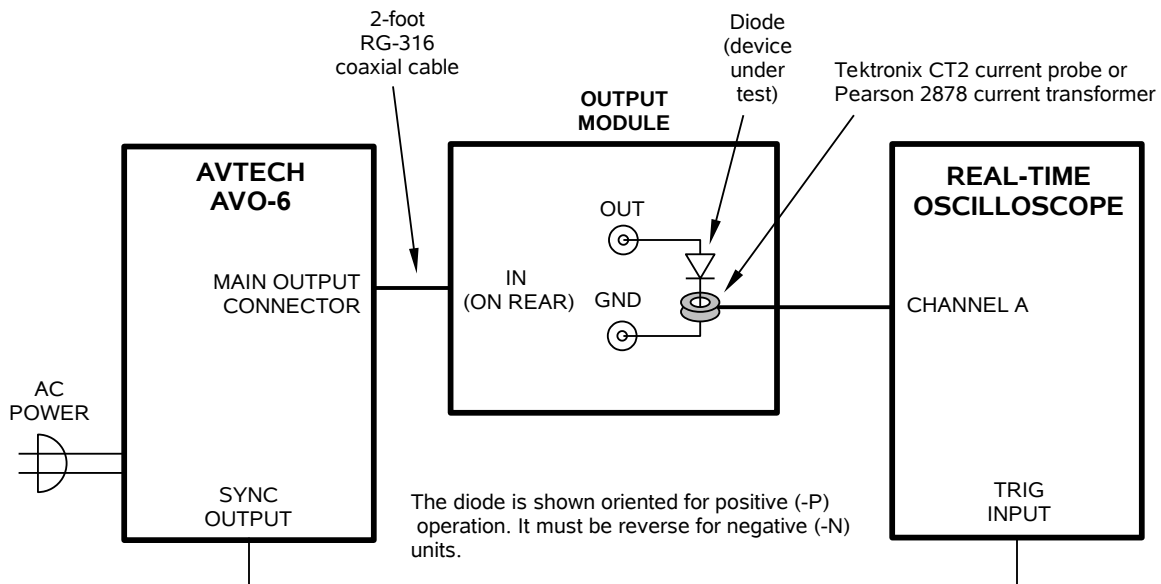 2-foot
RG-316
coaxial cable
Diode
(device
under
test)
Tektronix CT2 current probe or
Pearson 2878 current transformer
OUTPUT
MODULE
AVTECH
AVO-6
REAL-TIME
OSCILLOSCOPE
OUT
MAIN OUTPUT
CONNECTOR
IN
(ON REAR)
GND
CHANNEL A
AC
POWER
SYNC
OUTPUT
The diode is shown oriented for positive (-P)
operation. It must be reverse for negative (-N)
units.
TRIG
INPUT